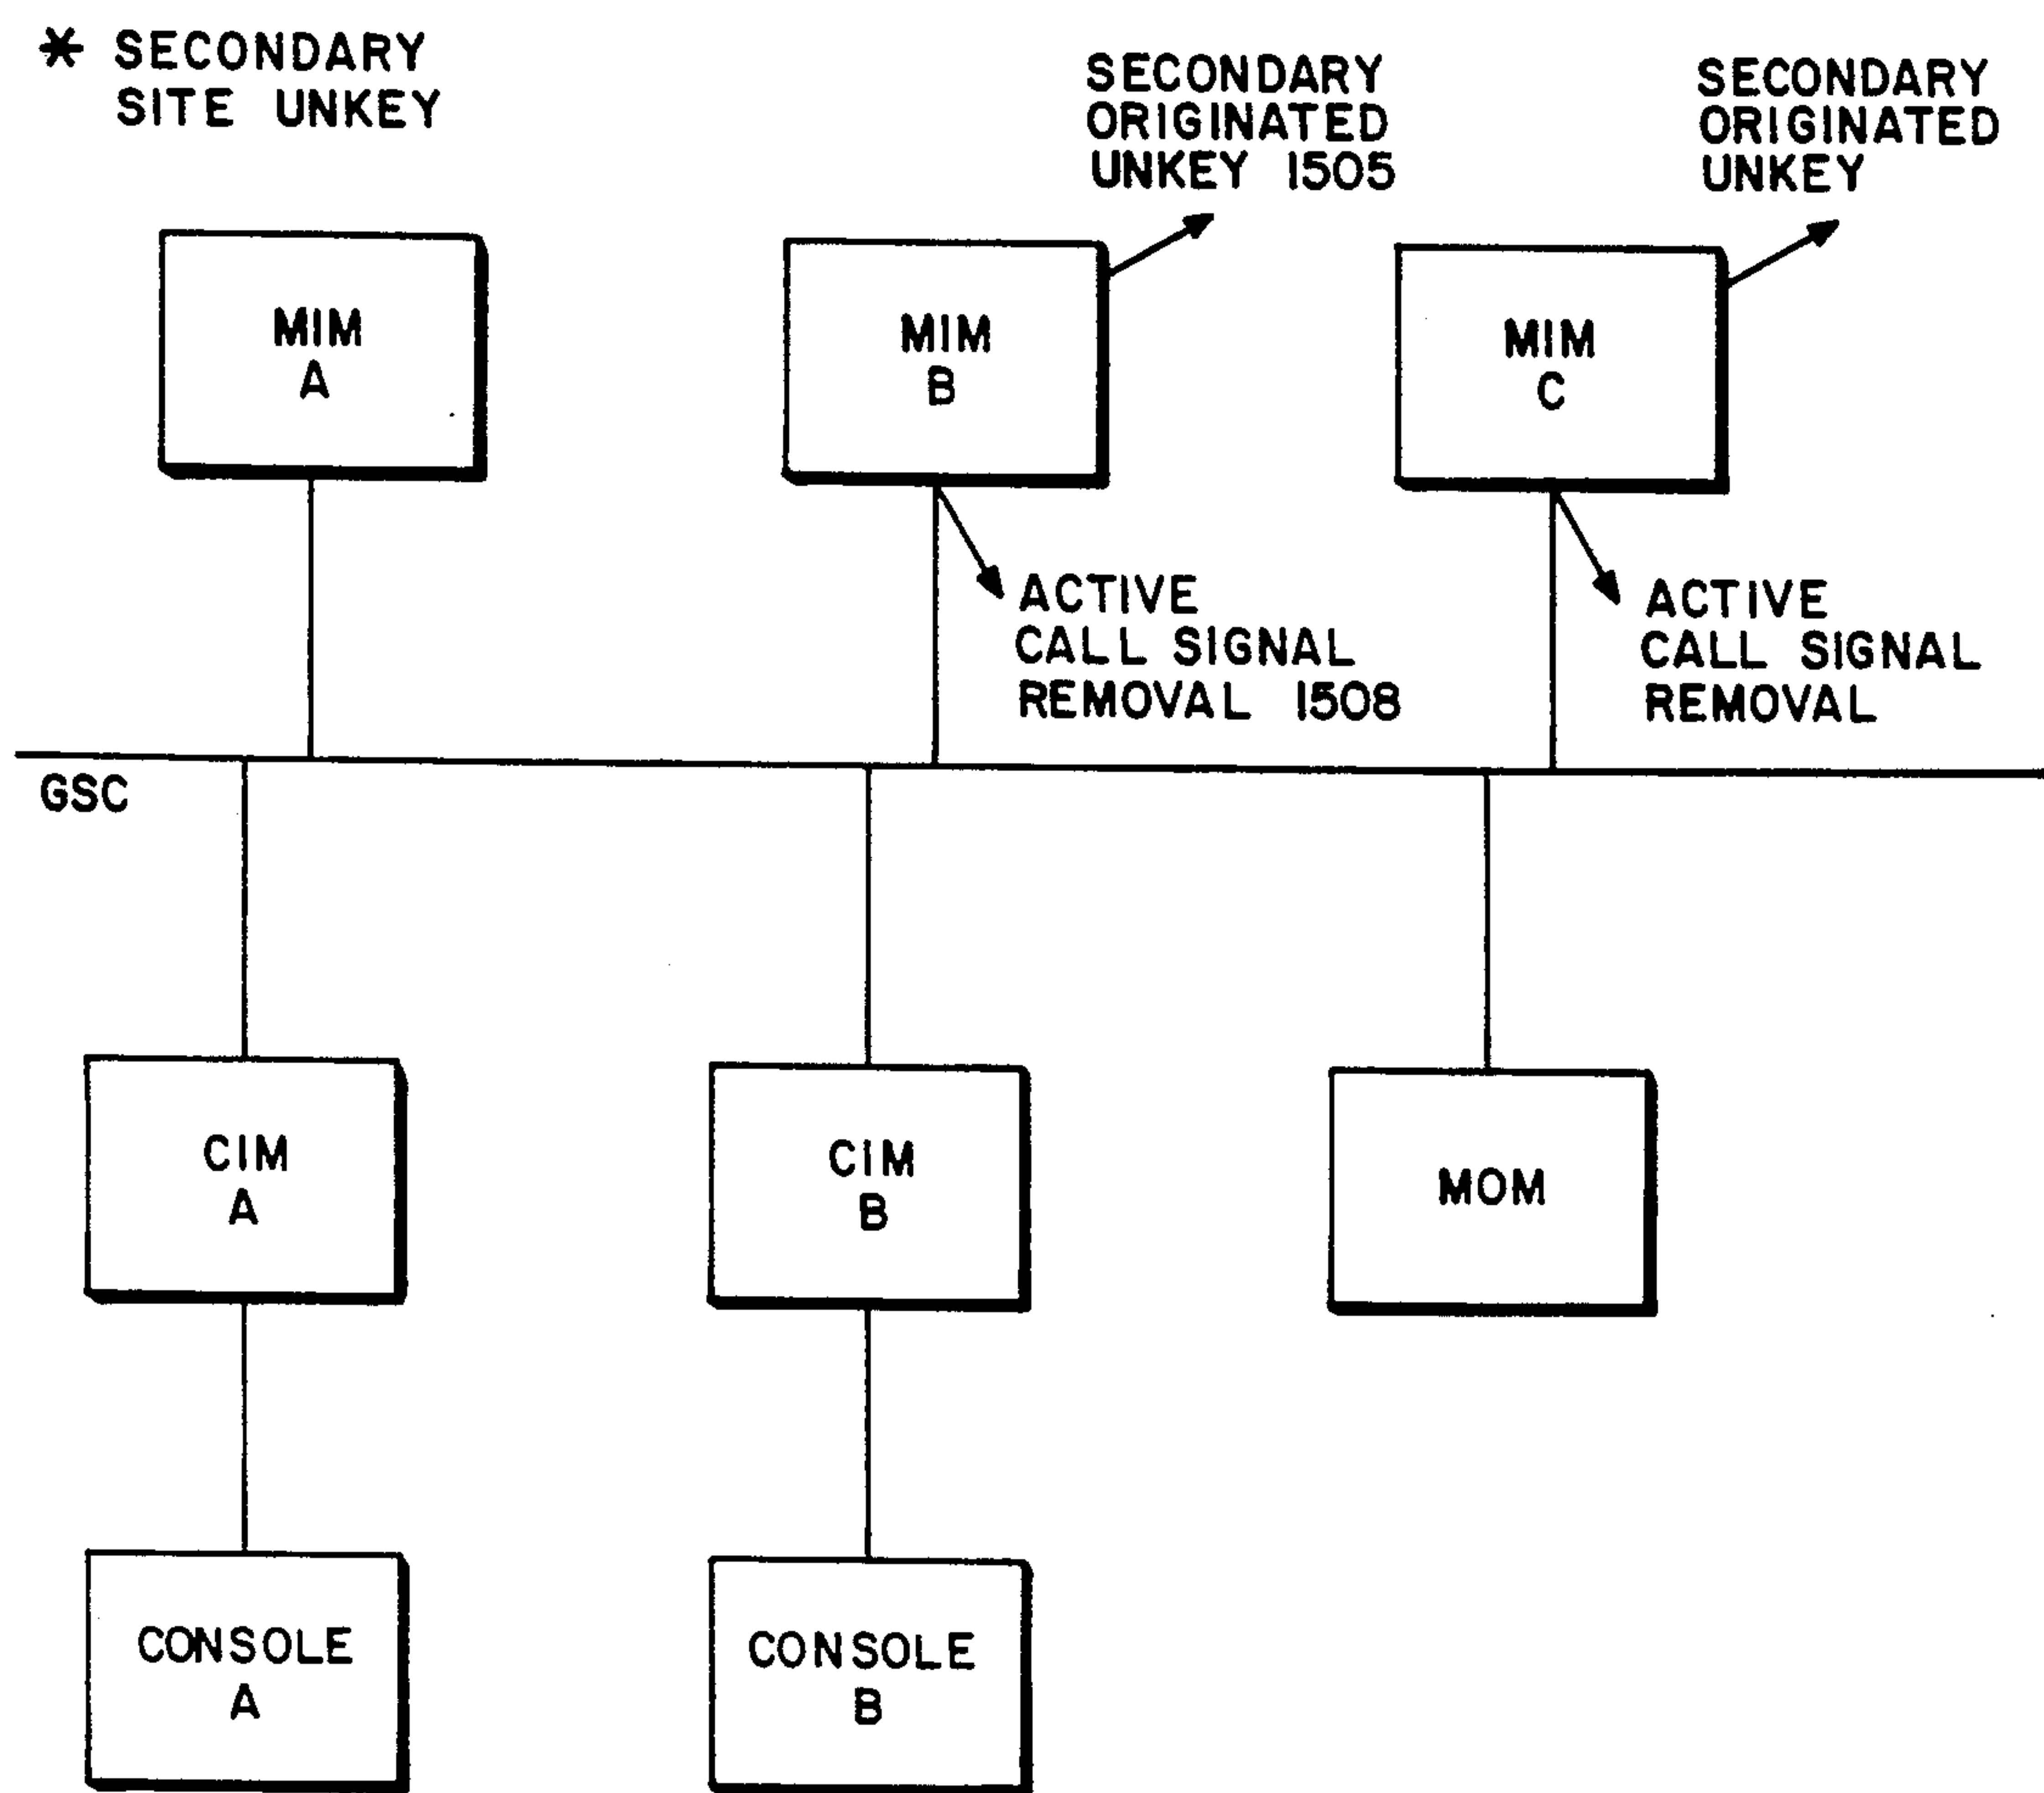 * SECONDARY
SITE UNKEY
SECONDARY
ORIGINATED
UNKEY 1505
SECONDARY
ORIGINATED
UNKEY
MIM
A
MIM
B
MIM
C
ACTIVE
CALL SIGNAL
REMOVAL 1508
ACTIVE
CALL SIGNAL
REMOVAL
GSC
CIM
A
CIM
B
MOM
CONSOLE
A
CONSOLE
B